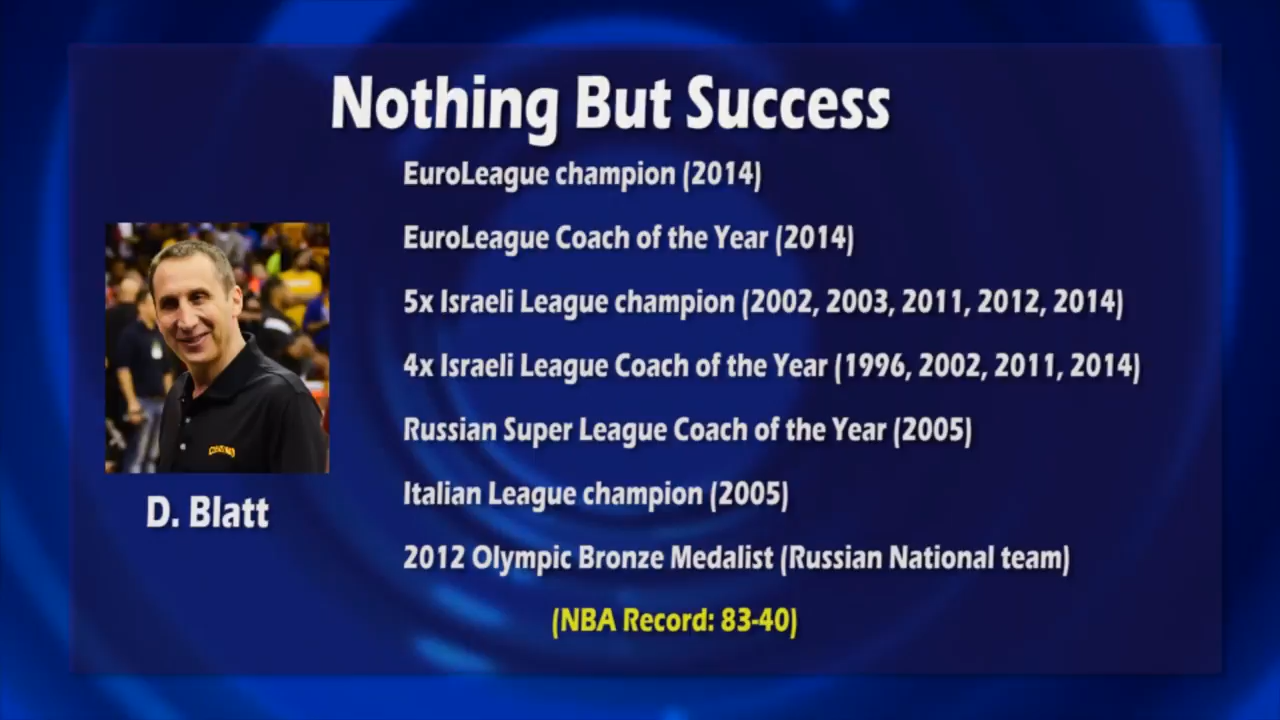 Nothing But Success
EuroLeague champion (2014)
EuroLeague Coach of the Year (2014)
5x Israeli League champion (2002, 2003, 2011, 2012, 2014)
4x Israeli League Coach of the Year (1996, 2002, 2011, 2014)
Russian Super League Coach of the Year (2005)
Italian League champion (2005)
2012 Olympic Bronze Medalist (Russian National team)
(NBA Record: 83-40)
D. Blatt